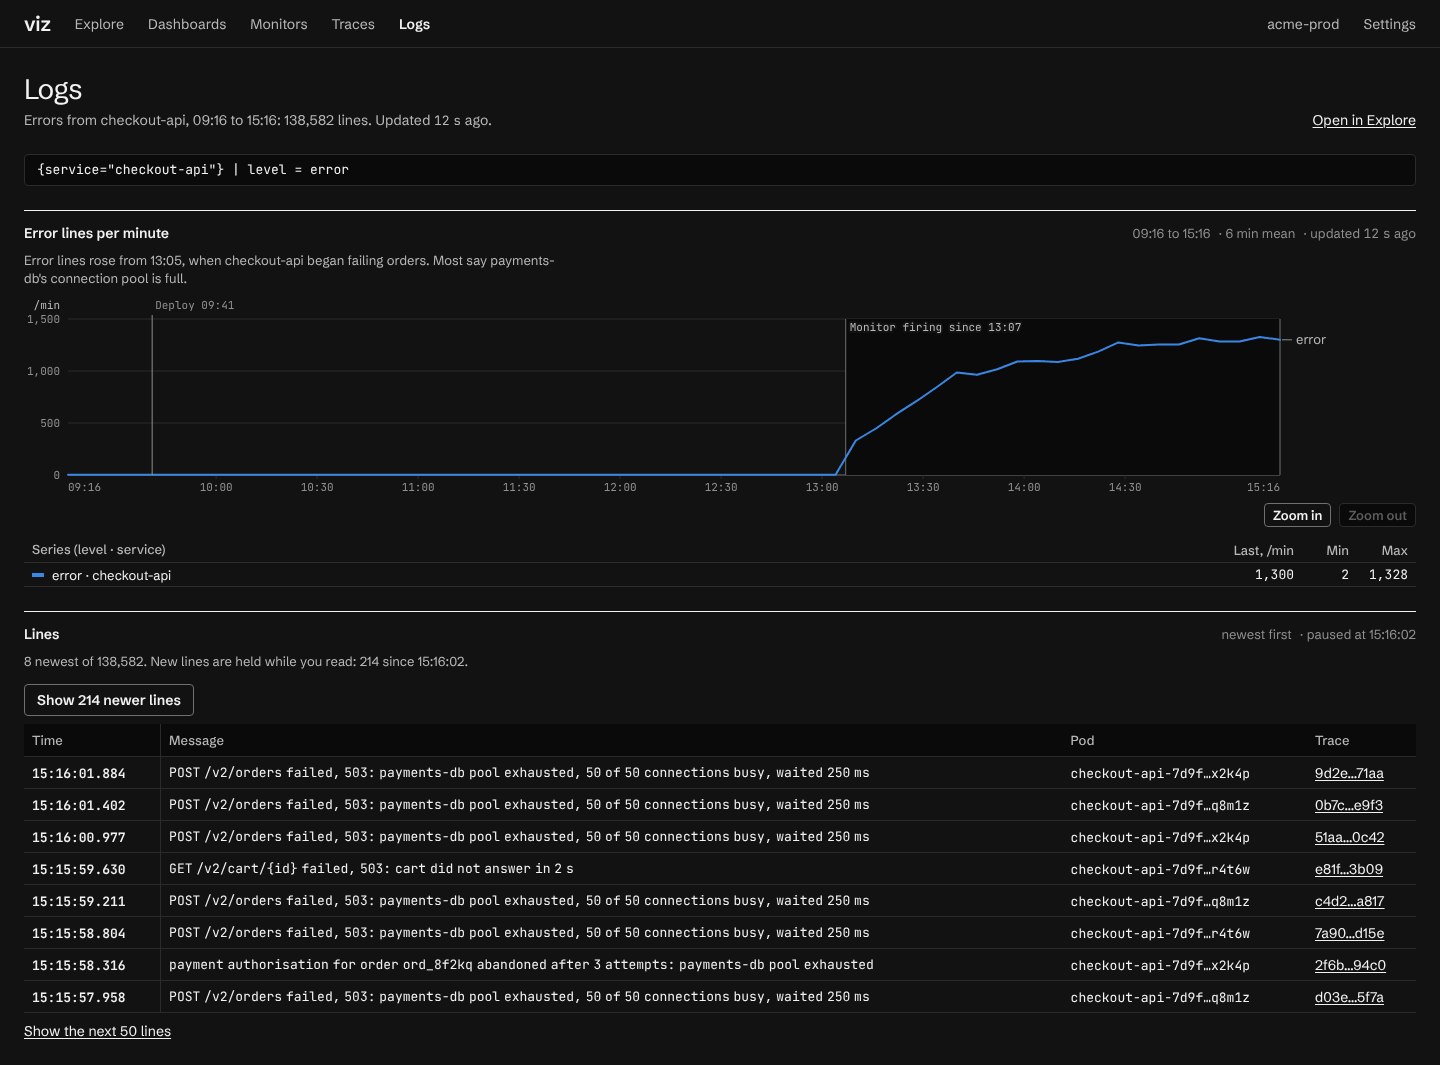 viz Explore Dashboards Monitors Traces Logs acme-prod Settings
Logs
Errors from checkout-api, 09:16 to 15:16: 138,582 lines. Updated 12 s ago. Open in Explore
{service="checkout-api"} | level = error
Error lines per minute 09:16 to 15:16 · 6 min mean · updated 12 s ago
Error lines rose from 13:05, when checkout-api began failing orders. Most say payments-
db's connection pool is full.
/min Deploy 09:41
1,500 Monitor firing since 13:07
error
1,000
500
0
09:16 10:00 10:30 11:00 11:30 12:00 12:30 13:00 13:30 14:00 14:30 15:16
Zoom in Zoom out
Series (level · service) Last, /min Min Max
error · checkout-api 1,300 2 1,328
Lines newest first · paused at 15:16:02
8 newest of 138,582. New lines are held while you read: 214 since 15:16:02.
Show 214 newer lines
Time Message Pod Trace
15:16:01.884 POST /v2/orders failed, 503: payments-db pool exhausted, 50 of 50 connections busy, waited 250 ms checkout-api-7d9f…x2k4p 9d2e…71aa
15:16:01.402 POST /v2/orders failed, 503: payments-db pool exhausted, 50 of 50 connections busy, waited 250 ms checkout-api-7d9f…q8m1z 0b7c…e9f3
15:16:00.977 POST /v2/orders failed, 503: payments-db pool exhausted, 50 of 50 connections busy, waited 250 ms checkout-api-7d9f…x2k4p 51aa…0c42
15:15:59.630 GET /v2/cart/{id} failed, 503: cart did not answer in 2 s checkout-api-7d9f…r4t6w e81f…3b09
15:15:59.211 POST /v2/orders failed, 503: payments-db pool exhausted, 50 of 50 connections busy, waited 250 ms checkout-api-7d9f…q8m1z c4d2…a817
15:15:58.804 POST /v2/orders failed, 503: payments-db pool exhausted, 50 of 50 connections busy, waited 250 ms checkout-api-7d9f…r4t6w 7a90…d15e
15:15:58.316 payment authorisation for order ord_8f2kq abandoned after 3 attempts: payments-db pool exhausted checkout-api-7d9f…x2k4p 2f6b…94c0
15:15:57.958 POST /v2/orders failed, 503: payments-db pool exhausted, 50 of 50 connections busy, waited 250 ms checkout-api-7d9f…q8m1z d03e…5f7a
Show the next 50 lines